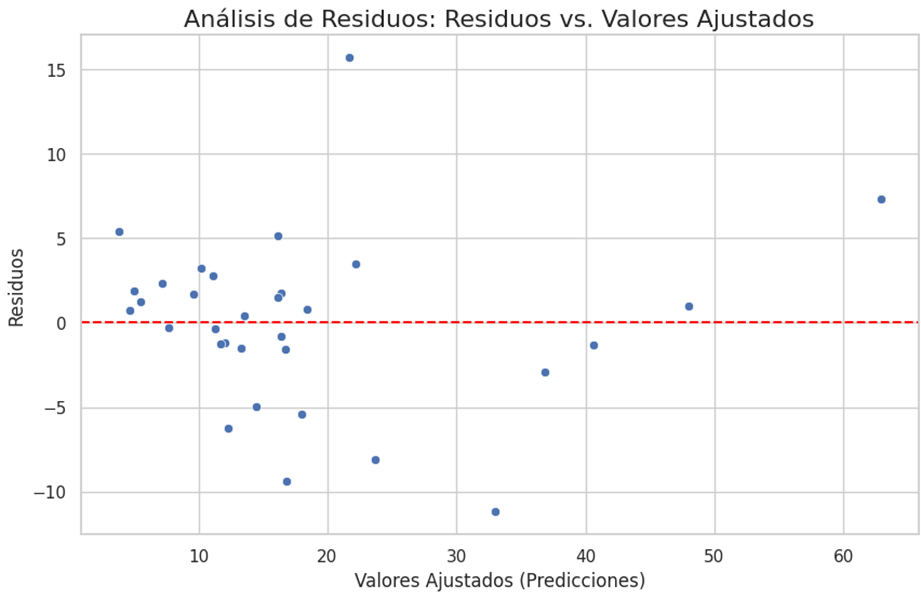 Análisis de Residuos: Residuos vs. Valores Ajustados
15
10
5
0
−5
−10
Residuos
10 20 30 40 50 60
Valores Ajustados (Predicciones)